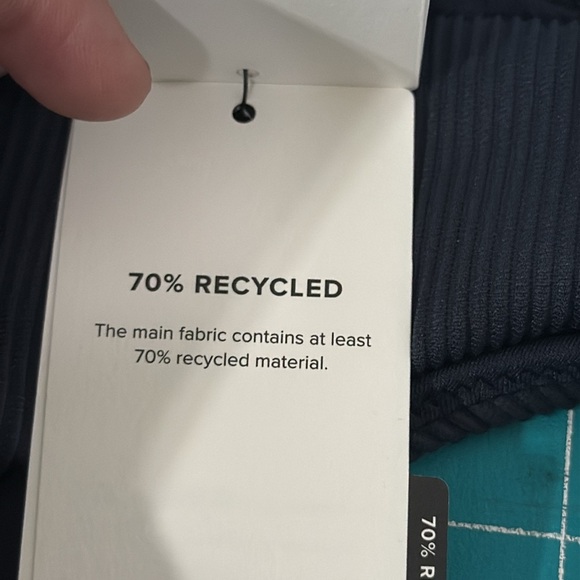 70% RECYCLED
The main fabric contains at least
70% recycled material.
70% R